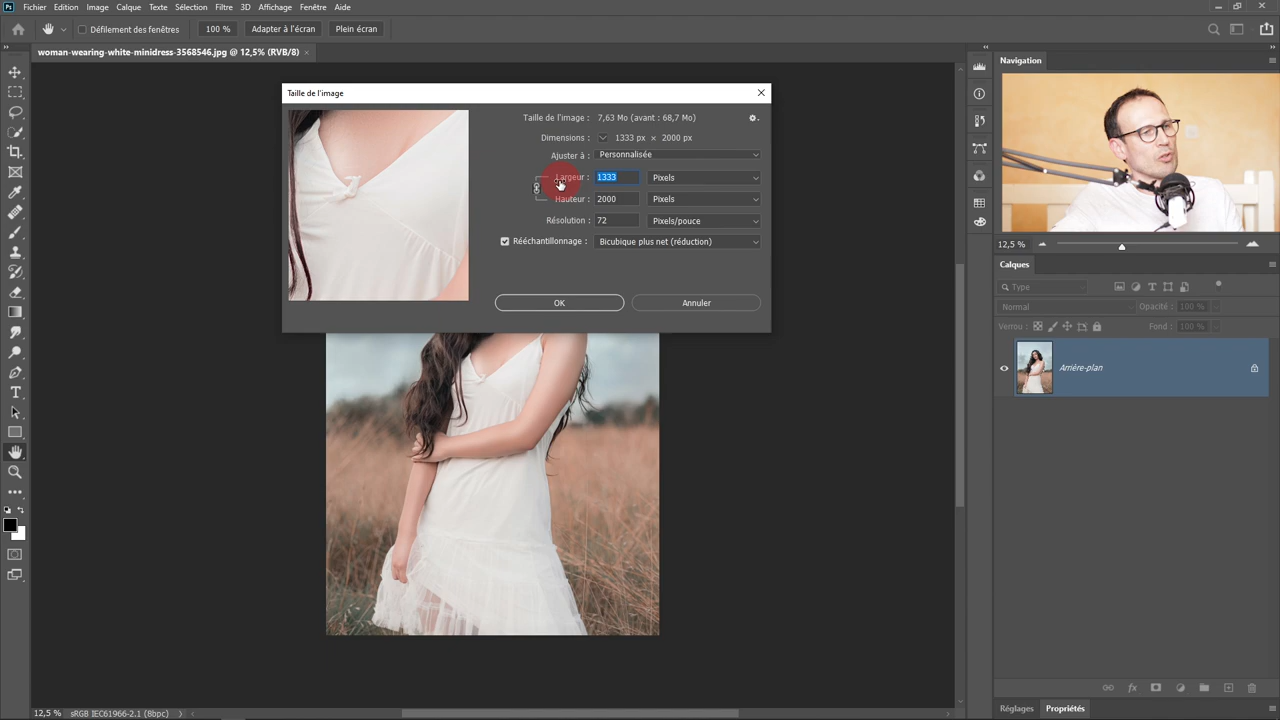 Ps Fichier Edition Image Calque Texte Sélection Filtre 3D Affichage Fenêtre Aide
Défilement des fenêtres 100 % Adapter à l'écran Plein écran
woman-wearing-white-minidress-3568546.jpg @ 12,5% (RVB/8) ×
Taille de l'image
Taille de l'image : 7,63 Mo (avant : 68,7 Mo)
Dimensions : 1333 px × 2000 px
Ajuster à : Personnalisée
Largeur : 1333 Pixels
Hauteur : 2000 Pixels
Résolution : 72 Pixels/pouce
Rééchantillonnage : Bicubique plus net (réduction)
OK Annuler
Navigation
12,5 %
Calques
Type
Normal Opacité : 100 %
Verrou : Fond : 100 %
Arrière-plan
fx
Réglages Propriétés
12,5 % sRGB IEC61966-2.1 (8bpc)